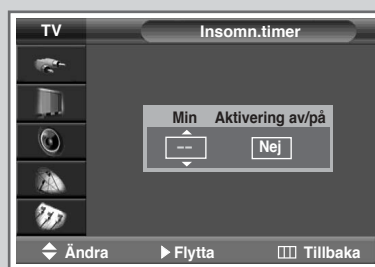 TV Insomn.timer
Min Aktivering av/på
-- Nej
Ändra Flytta Tillbaka